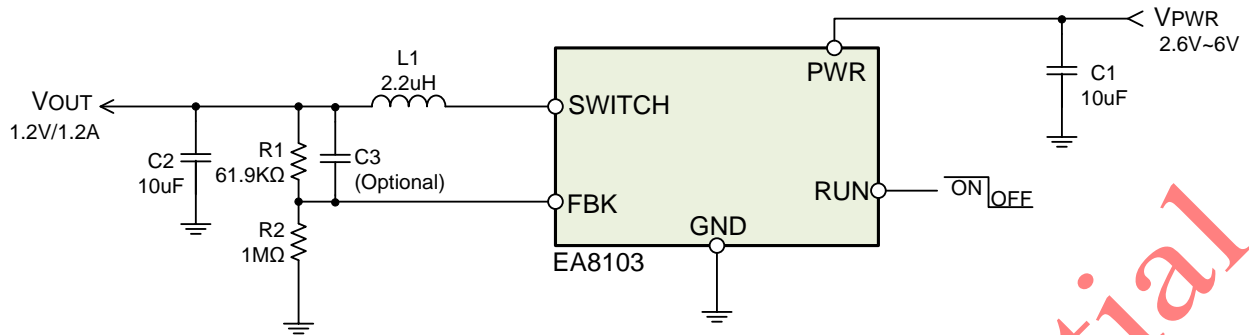 VPWR
2.6V~6V
PWR
C1
10uF
L1
2.2uH
SWITCH
VOUT
1.2V/1.2A
C2
10uF
R1
61.9KΩ
C3
(Optional)
FBK
RUN
ON
OFF
R2
1MΩ
GND
EA8103
tial